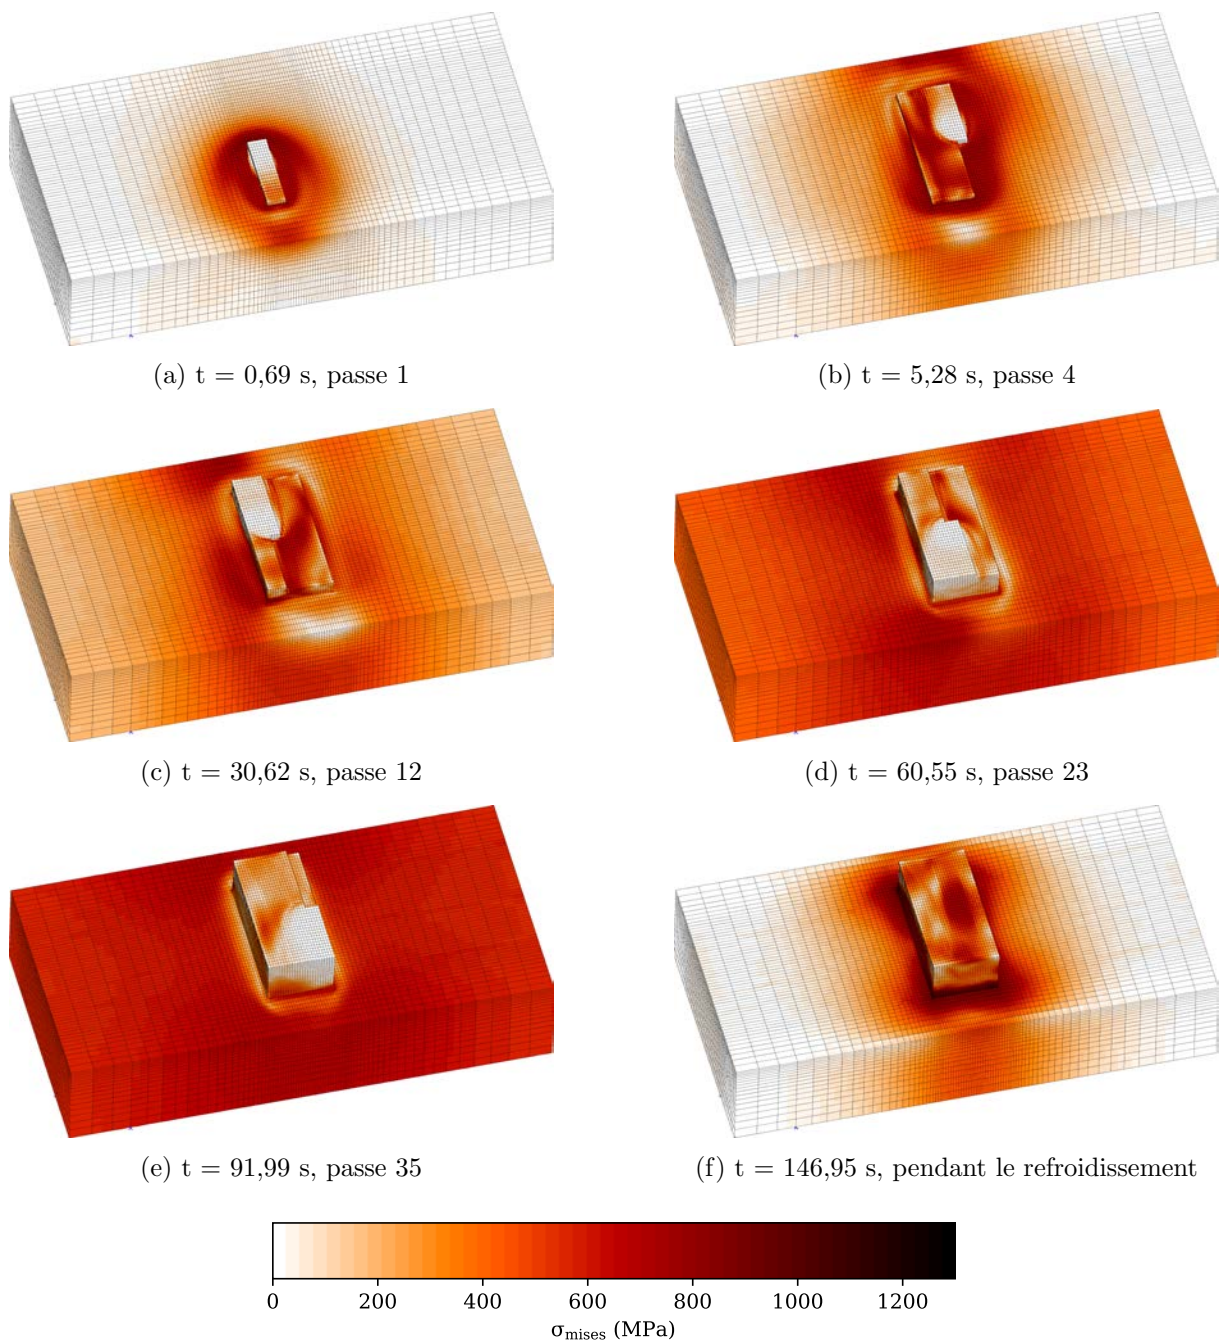 (a) t = 0,69 s, passe 1
(b) t = 5,28 s, passe 4
(c) t = 30,62 s, passe 12
(d) t = 60,55 s, passe 23
(e) t = 91,99 s, passe 35
(f) t = 146,95 s, pendant le refroidissement
0 200 400 600 800 1000 1200
σmises (MPa)